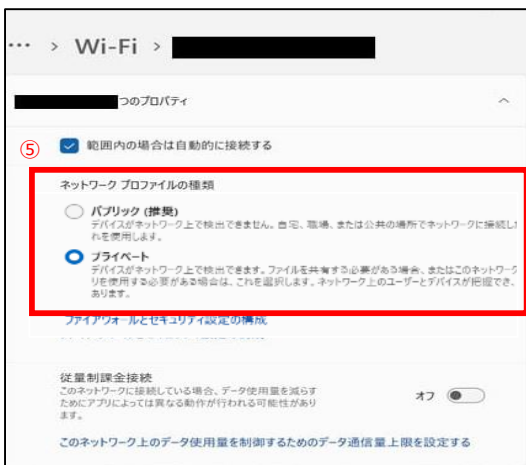 … > Wi-Fi >
つのプロパティ
⑤
範囲内の場合は自動的に接続する
ネットワーク プロファイルの種類
パブリック (推奨)
デバイスがネットワーク上で検出できません。自宅、職場、または公共の場所でネットワークに接続し
れを使用します。
プライベート
デバイスがネットワーク上で検出できます。ファイルを共有する必要がある場合、またはこのネットワーク
リを使用する必要がある場合は、これを選択します。ネットワーク上のユーザーとデバイスが把握でき、
あります。
ファイアウォールとセキュリティ設定の構成
従量制課金接続
このネットワークに接続している場合、データ使用量を減らす
ためにアプリによっては異なる動作が行われる可能性があり
ます。
オフ
このネットワーク上のデータ使用量を制御するためのデータ通信量上限を設定する